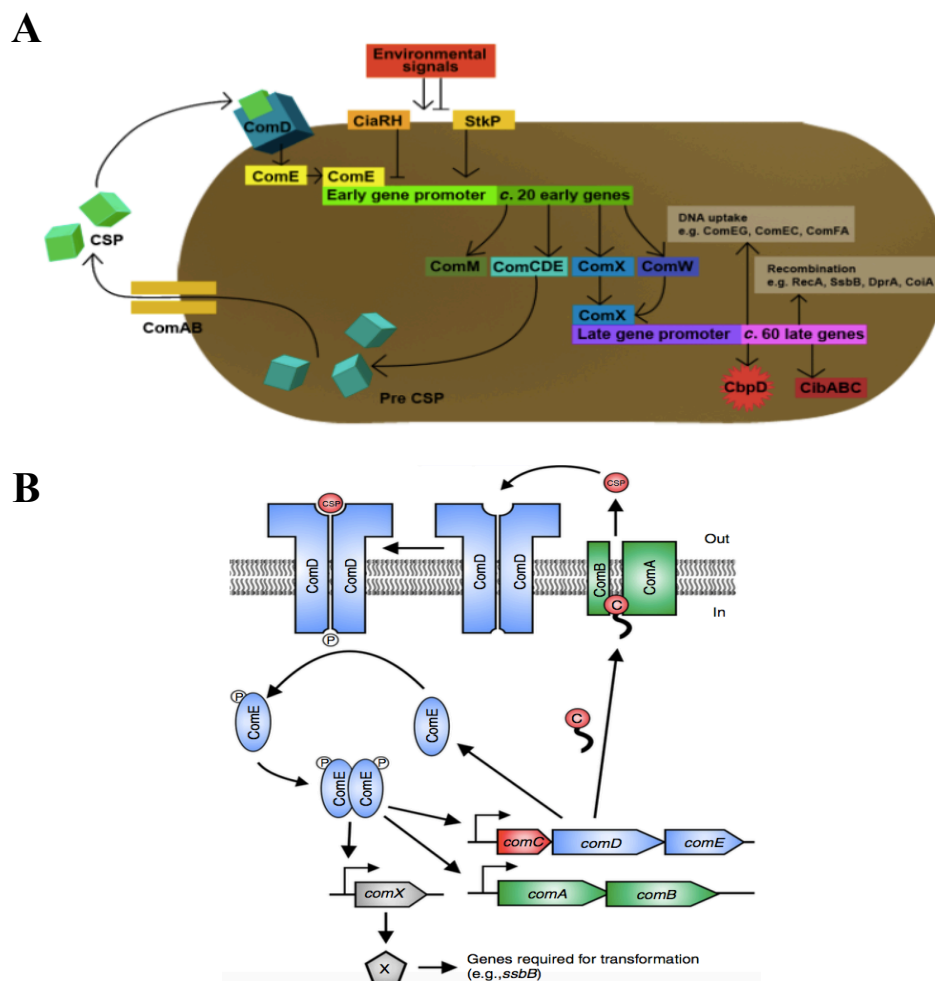 A
Environmental
signals
ComD
CiaRH
StkP
ComE
ComE
Early gene promoter
c. 20 early genes
DNA uptake
e.g. ComEG, ComEC, ComFA
CSP
ComM
ComCDE
ComX
ComW
Recombination
e.g. RecA, SsbB, DprA, CoiA
ComX
ComAB
Late gene promoter
c. 60 late genes
Pre CSP
CbpD
CibABC
B
CSP
CSP
Out
ComD
ComD
ComD
ComD
ComB
ComA
C
In
P
P
ComE
ComE
C
P
P
ComE
ComE
comC
comD
comE
comX
comA
comB
X
Genes required for transformation
(e.g.,ssbB)